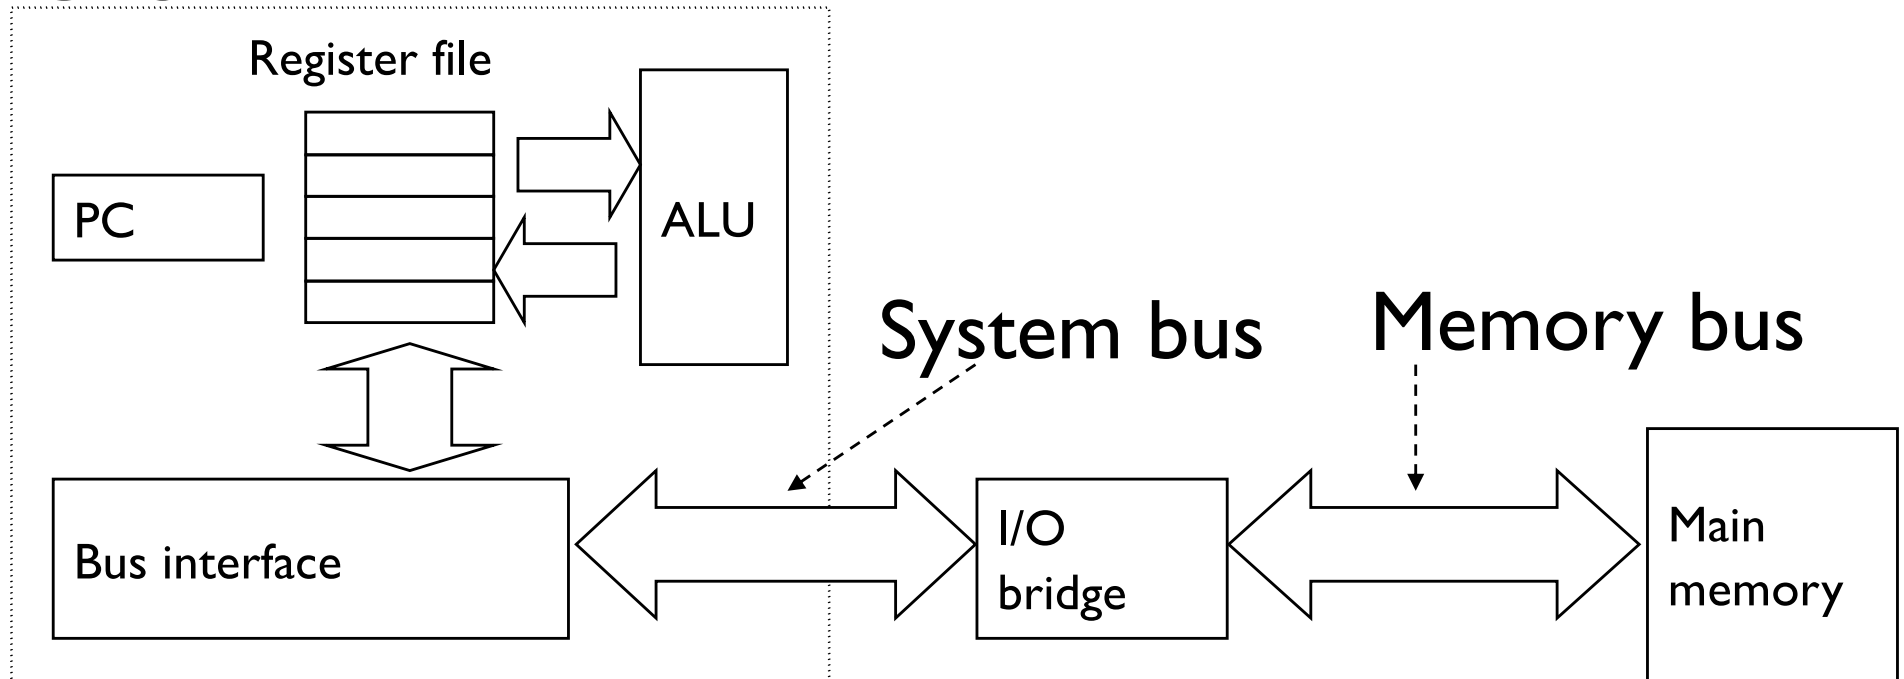 Register file
PC
ALU
System bus
Memory bus
Bus interface
I/O
bridge
Main
memory